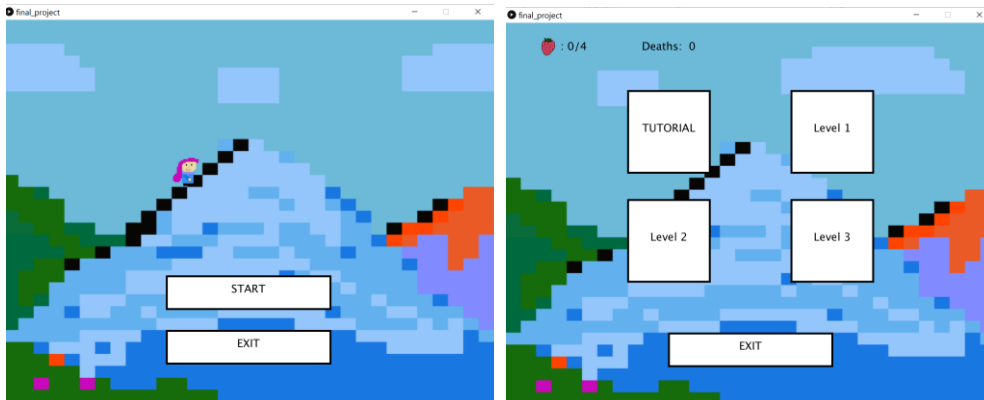 final_project
START
EXIT
final_project
: 0/4 Deaths: 0
TUTORIAL Level 1
Level 2 Level 3
EXIT